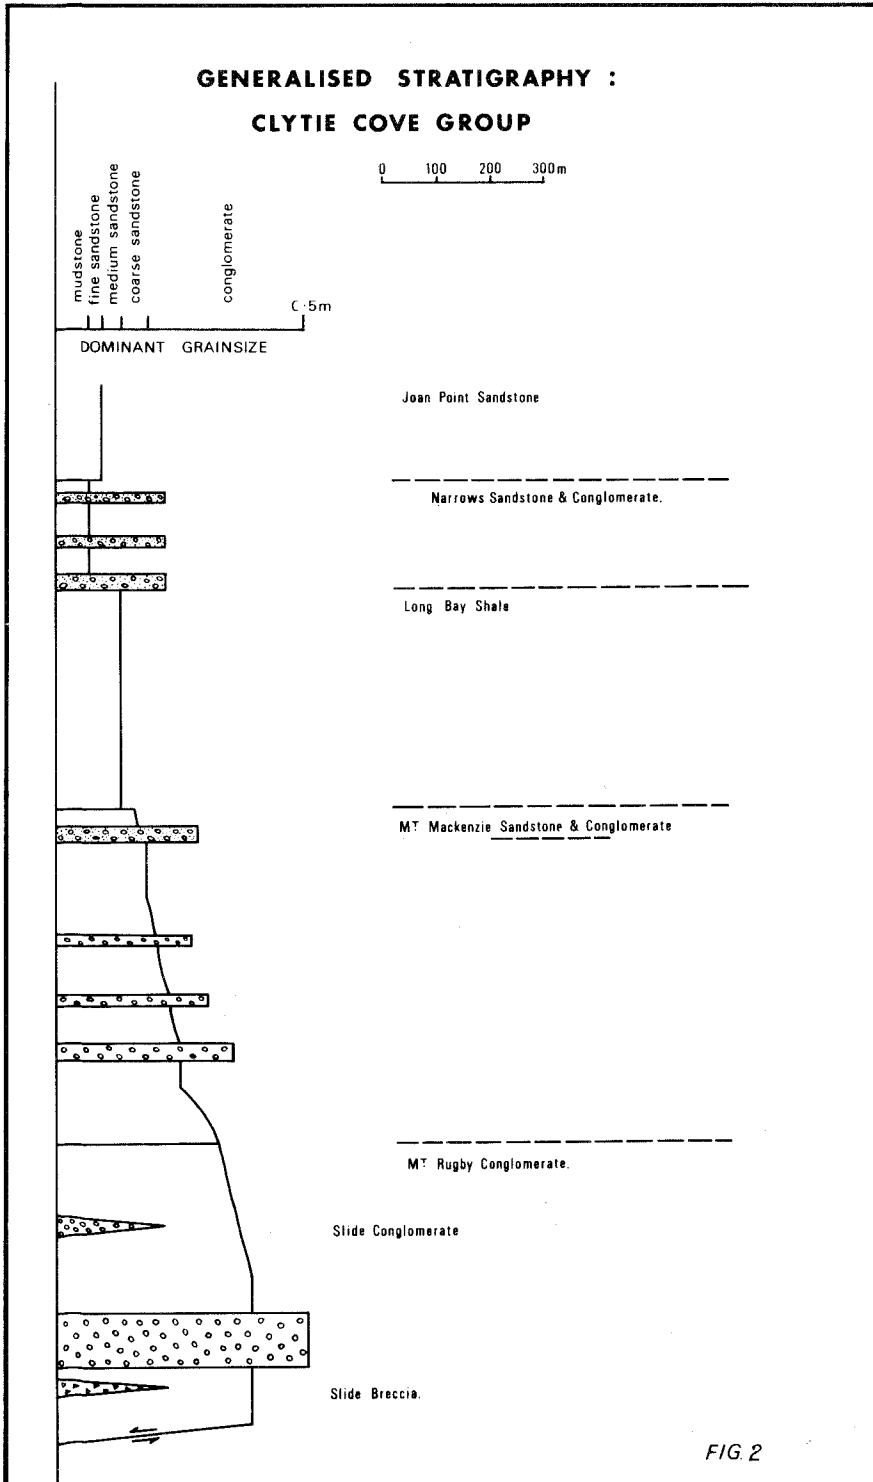 GENERALISED STRATIGRAPHY :
CLYTIE COVE GROUP
0 100 200 300m
mudstone
fine sandstone
medium sandstone
coarse sandstone
conglomerate
0·5m
DOMINANT GRAINSIZE
Joan Point Sandstone
Narrows Sandstone & Conglomerate.
Long Bay Shale
MT Mackenzie Sandstone & Conglomerate
MT Rugby Conglomerate.
Slide Conglomerate
Slide Breccia.
FIG. 2